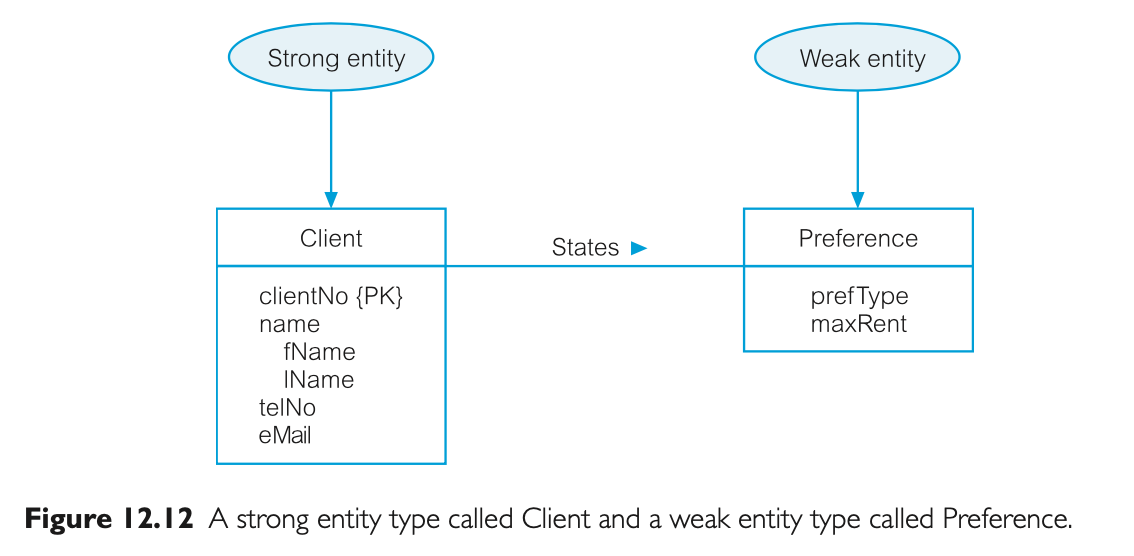 Strong entity
Weak entity
Client
States ►
Preference
clientNo {PK}
name
fName
lName
telNo
eMail
prefType
maxRent
Figure 12.12 A strong entity type called Client and a weak entity type called Preference.